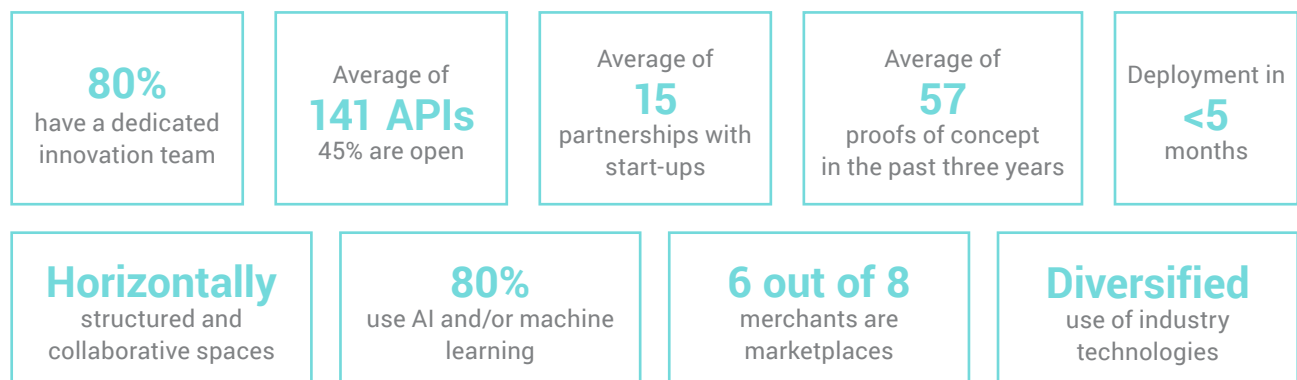 80%
have a dedicated
innovation team
Average of
141 APIs
45% are open
Average of
15
partnerships with
start-ups
Average of
57
proofs of concept
in the past three years
Deployment in
<5
months
Horizontally
structured and
collaborative spaces
80%
use AI and/or machine
learning
6 out of 8
merchants are
marketplaces
Diversified
use of industry
technologies